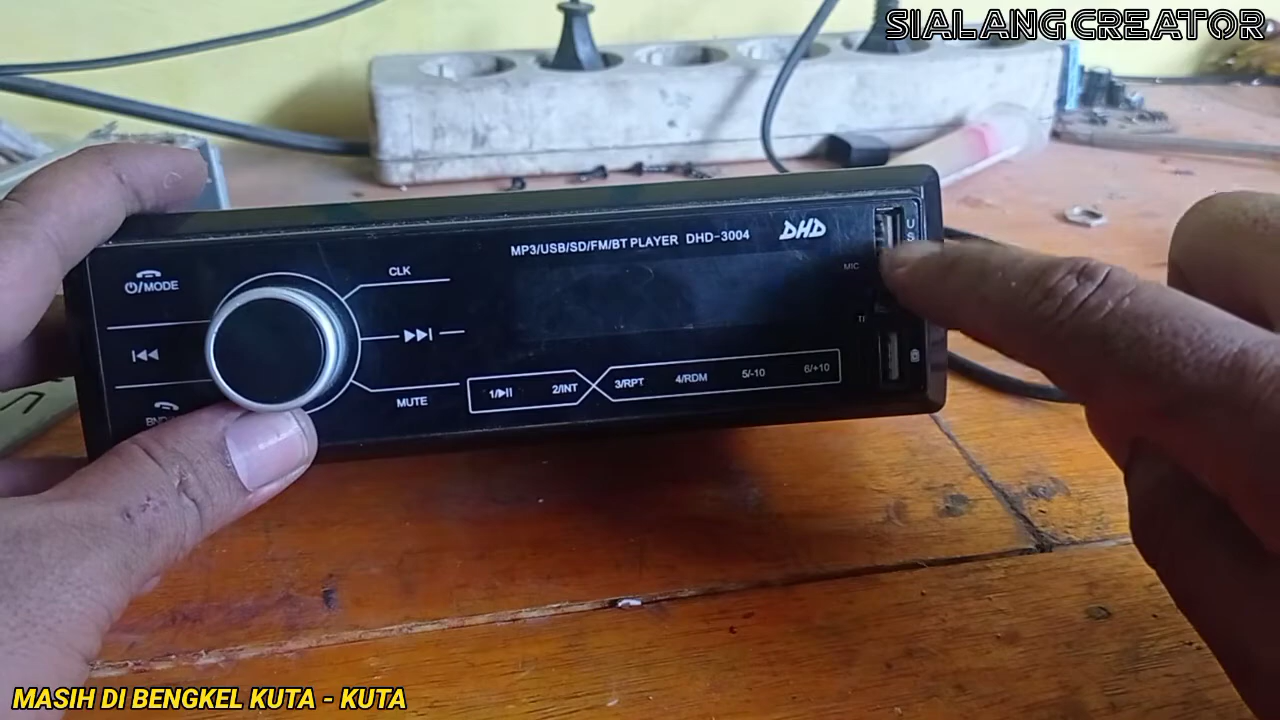 SIALANG CREATOR
MP3/USB/SD/FM/BT PLAYER DHD-3004
DHD
/MODE
CLK
MIC
MUTE
1/
2/INT
3/RPT
4/RDM
5/-10
6/+10
MASIH DI BENGKEL KUTA - KUTA